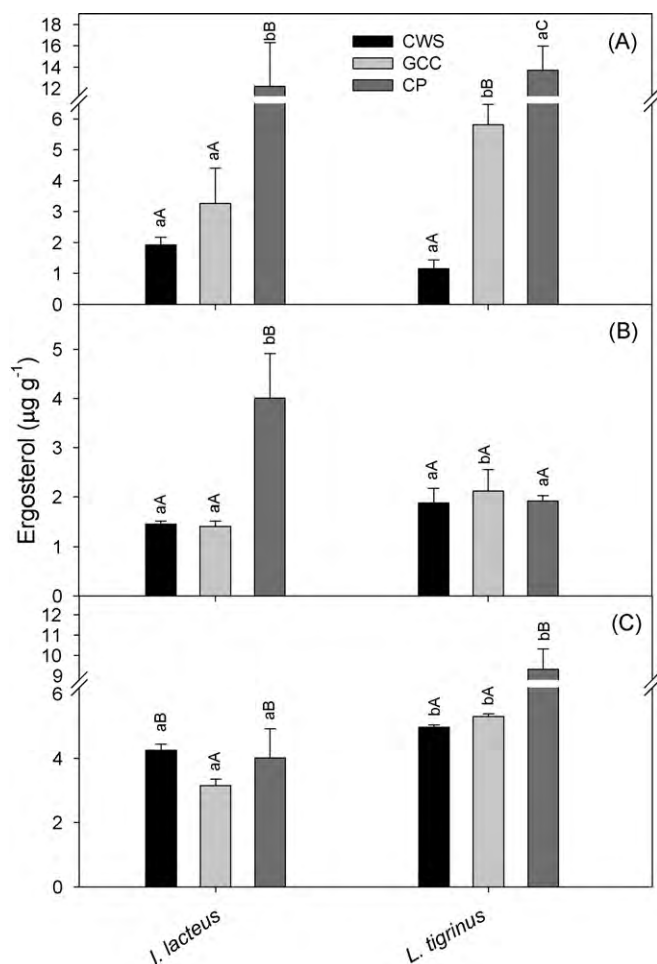 18
16
14
12
6
5
4
3
2
1
0
CWS
GCC
CP
(A)
aA
aA
bB
aA
bB
aC
5
4
3
2
1
0
(B)
aA
aA
bB
aA
bA
aA
Ergosterol (µg g⁻¹)
12
11
10
9
6
4
2
0
(C)
aB
aA
aB
bA
bA
bB
I. lacteus
L. tigrinus